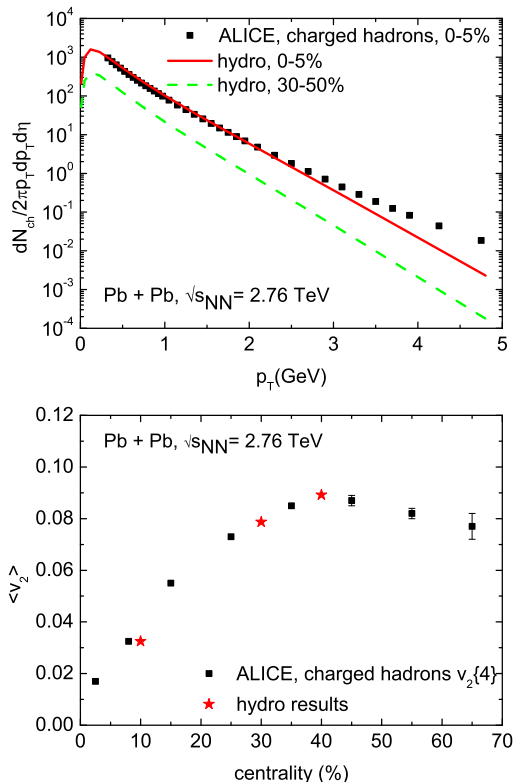 10^3
10^2
10^1
10^0
10^-1
10^-2
10^-3
10^-4
dN_ch/2πp_Tdp_Tdη
ALICE, charged hadrons, 0-5%
hydro, 0-5%
hydro, 30-50%
Pb + Pb, √s_NN= 2.76 TeV
0 1 2 3 4 5
p_T(GeV)
0.12
0.10
0.08
0.06
0.04
0.02
0.00
<v_2>
Pb + Pb, √s_NN= 2.76 TeV
ALICE, charged hadrons v_2{4}
hydro results
0 10 20 30 40 50 60 70
centrality (%)